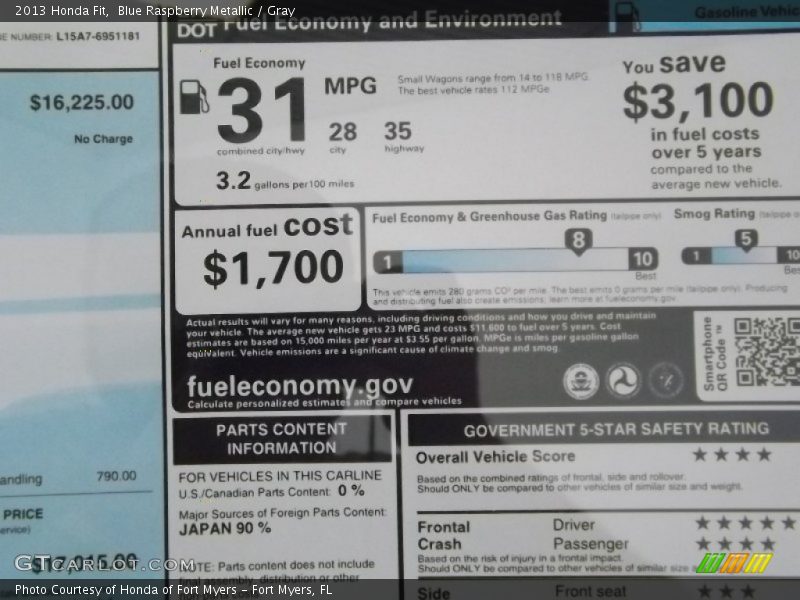 2013 Honda Fit, Blue Raspberry Metallic / Gray
DOT Fuel Economy and Environment
Gasoline Vehic
E NUMBER: L15A7-6951181
$16,225.00
No Charge
andling 790.00
PRICE
ervice)
$17,015.00
Fuel Economy
31 MPG
combined city/hwy
28
city
35
highway
3.2 gallons per 100 miles
Small Wagons range from 14 to 118 MPG.
The best vehicle rates 112 MPGe.
You save
$3,100
in fuel costs
over 5 years
compared to the
average new vehicle.
Annual fuel cost
$1,700
Fuel Economy & Greenhouse Gas Rating (tailpipe only)
1 8 10
Best
Smog Rating (tailpipe o
1 5 10
Bes
This vehicle emits 280 grams CO² per mile. The best emits 0 grams per mile (tailpipe only). Producing
and distributing fuel also create emissions; learn more at fueleconomy.gov.
Actual results will vary for many reasons, including driving conditions and how you drive and maintain
your vehicle. The average new vehicle gets 23 MPG and costs $11,600 to fuel over 5 years. Cost
estimates are based on 15,000 miles per year at $3.55 per gallon. MPGe is miles per gasoline gallon
equivalent. Vehicle emissions are a significant cause of climate change and smog.
fueleconomy.gov
Calculate personalized estimates and compare vehicles
Smartphone
QR Code ™
PARTS CONTENT
INFORMATION
FOR VEHICLES IN THIS CARLINE
U.S./Canadian Parts Content: 0 %
Major Sources of Foreign Parts Content:
JAPAN 90 %
NOTE: Parts content does not include
final assembly, distribution or other
GOVERNMENT 5-STAR SAFETY RATING
Overall Vehicle Score ★★★★
Based on the combined ratings of frontal, side and rollover.
Should ONLY be compared to other vehicles of similar size and weight.
Frontal Driver ★★★★★
Crash Passenger ★★★★
Based on the risk of injury in a frontal impact.
Should ONLY be compared to other vehicles of similar size
Side Front seat ★★★
GTCarLot.com
Photo Courtesy of Honda of Fort Myers - Fort Myers, FL